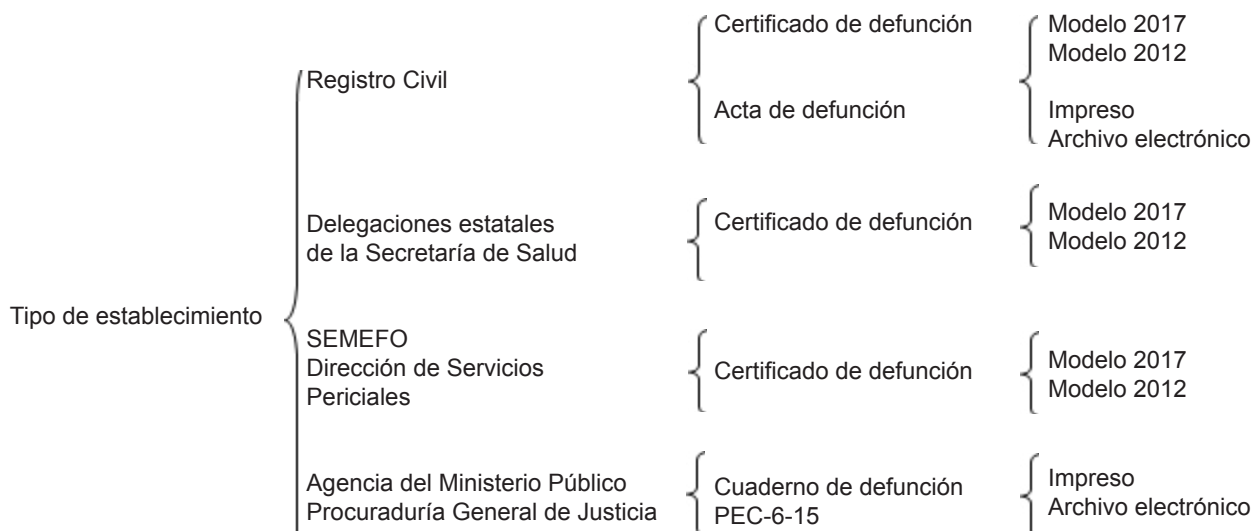 Tipo de establecimiento
Registro Civil
Certificado de defunción
Modelo 2017
Modelo 2012
Acta de defunción
Impreso
Archivo electrónico
Delegaciones estatales
de la Secretaría de Salud
Certificado de defunción
Modelo 2017
Modelo 2012
SEMEFO
Dirección de Servicios
Periciales
Certificado de defunción
Modelo 2017
Modelo 2012
Agencia del Ministerio Público
Procuraduría General de Justicia
Cuaderno de defunción
PEC-6-15
Impreso
Archivo electrónico